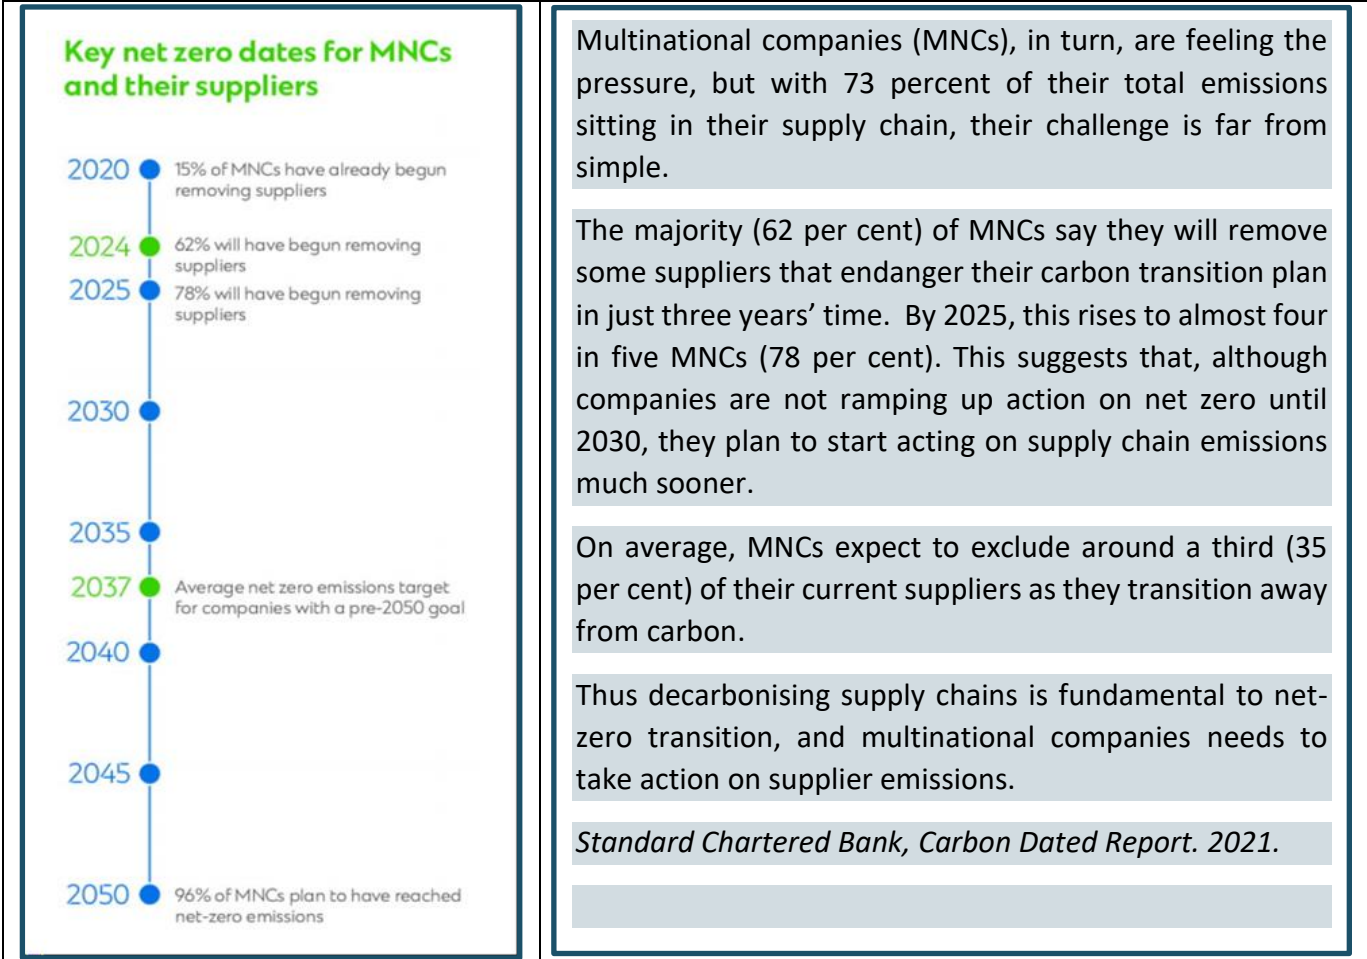 Key net zero dates for MNCs
and their suppliers
2020
15% of MNCs have already begun
removing suppliers
2024
62% will have begun removing
suppliers
2025
78% will have begun removing
suppliers
2030
2035
2037
Average net zero emissions target
for companies with a pre-2050 goal
2040
2045
2050
96% of MNCs plan to have reached
net-zero emissions
Multinational companies (MNCs), in turn, are feeling the
pressure, but with 73 percent of their total emissions
sitting in their supply chain, their challenge is far from
simple.
The majority (62 per cent) of MNCs say they will remove
some suppliers that endanger their carbon transition plan
in just three years’ time. By 2025, this rises to almost four
in five MNCs (78 per cent). This suggests that, although
companies are not ramping up action on net zero until
2030, they plan to start acting on supply chain emissions
much sooner.
On average, MNCs expect to exclude around a third (35
per cent) of their current suppliers as they transition away
from carbon.
Thus decarbonising supply chains is fundamental to net-
zero transition, and multinational companies needs to
take action on supplier emissions.
Standard Chartered Bank, Carbon Dated Report. 2021.